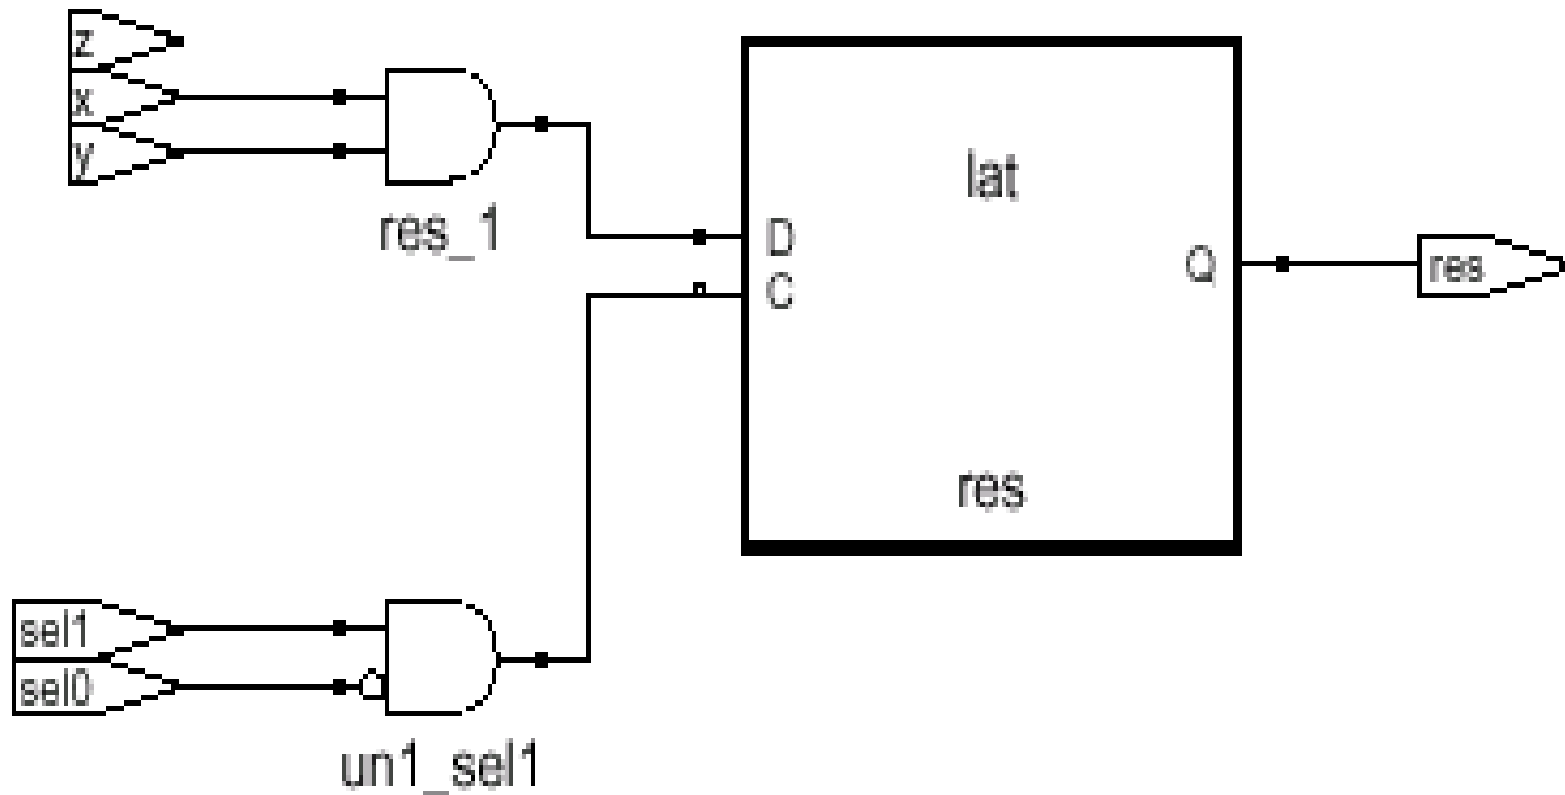 z
x
y
res_1
lat
D
C
Q
res
res
sel1
sel0
un1_sel1